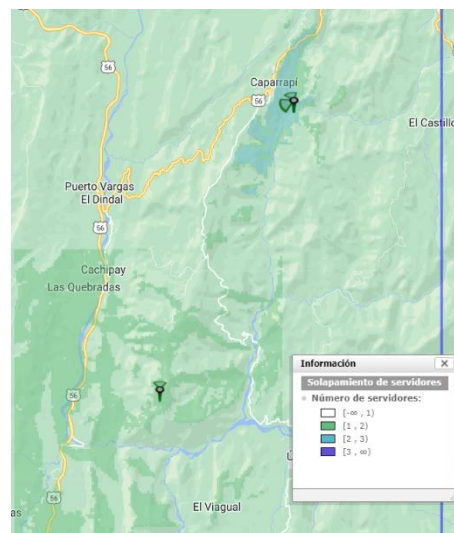 56
Caparrapí
56
El Castillo
Puerto Vargas
El Dindal
56
Cachipay
Las Quebradas
56
56
as
El Viagual
Información
Solapamiento de servidores
Número de servidores:
[-∞ , 1)
[1 , 2)
[2 , 3)
[3 , ∞)